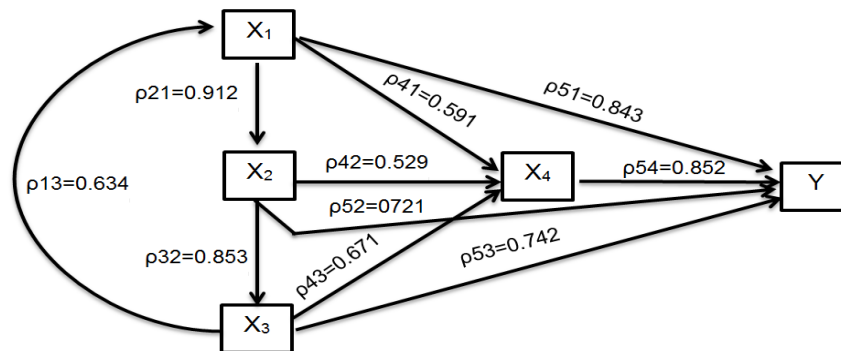 X₁
ρ21=0.912
ρ41=0.591
ρ51=0.843
X₂
ρ42=0.529
X₄
ρ54=0.852
Y
ρ13=0.634
ρ52=0721
ρ32=0.853
ρ43=0.671
ρ53=0.742
X₃